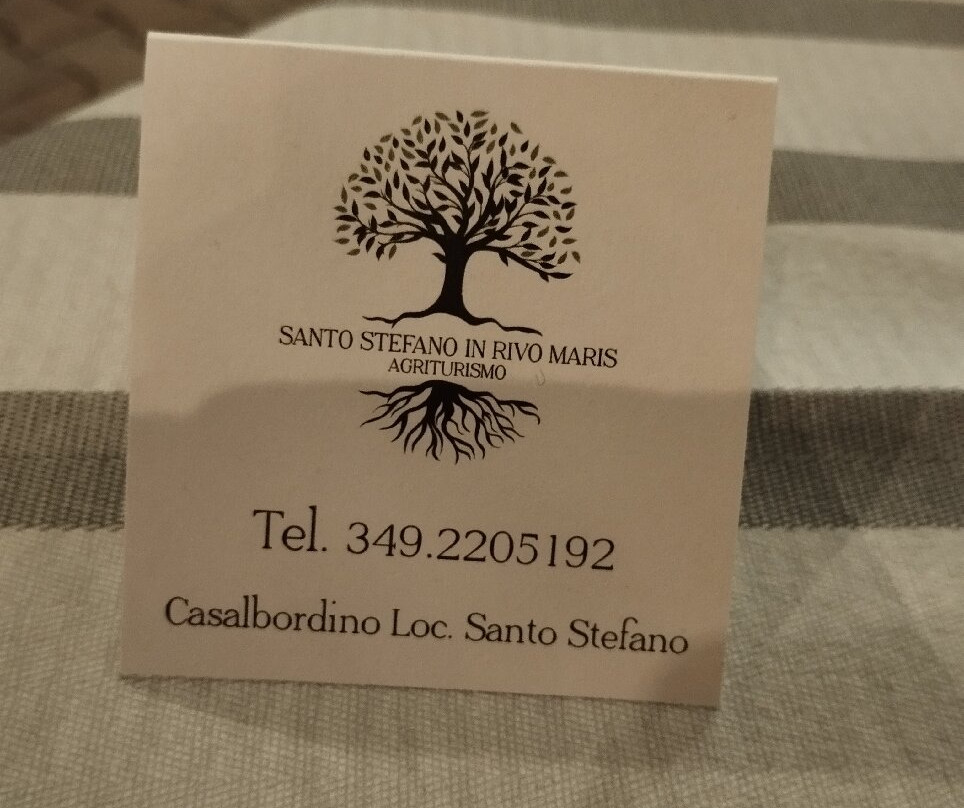 SANTO STEFANO IN RIVO MARIS
AGRITURISMO
Tel. 349.2205192
Casalbordino Loc. Santo Stefano